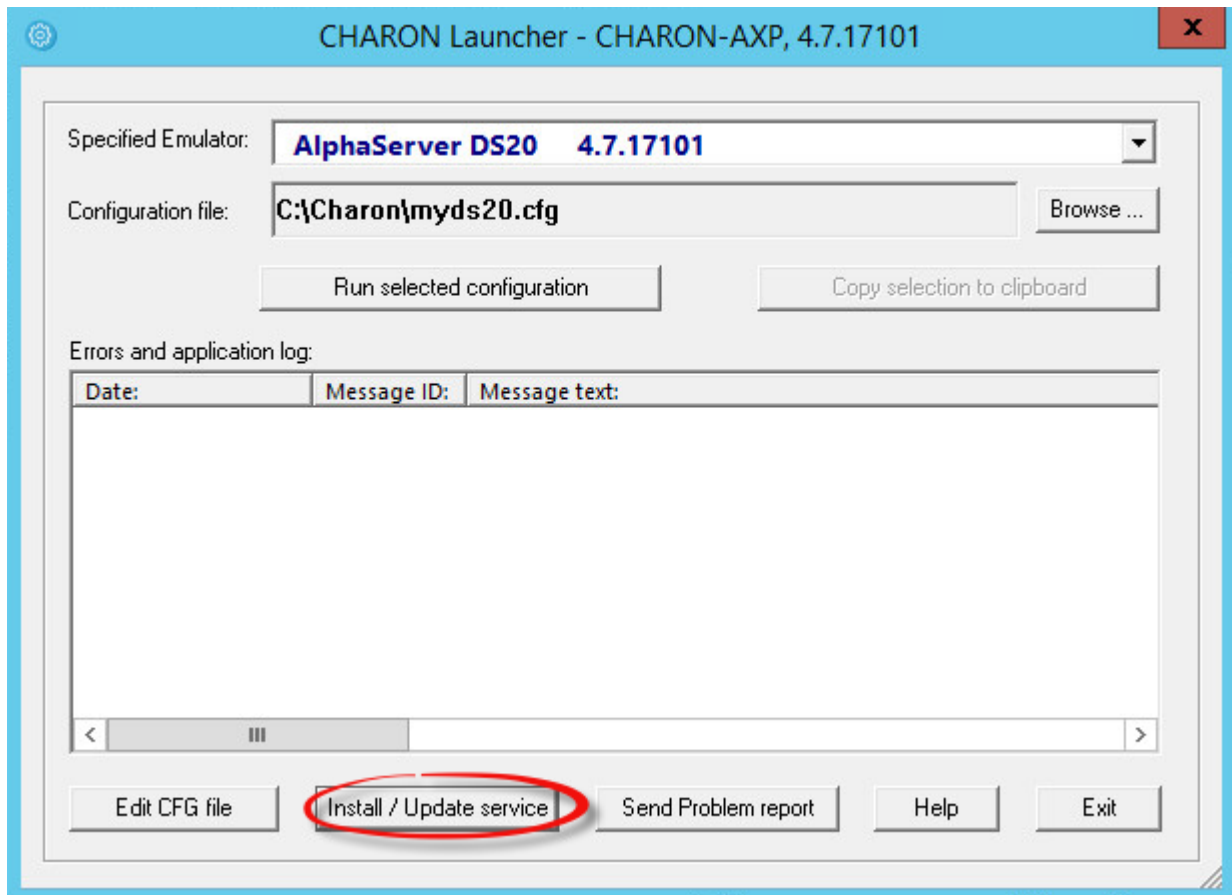 CHARON Launcher - CHARON-AXP, 4.7.17101
x
Specified Emulator: AlphaServer DS20 4.7.17101
Configuration file: C:\Charon\myds20.cfg Browse ...
Run selected configuration Copy selection to clipboard
Errors and application log:
Date: Message ID: Message text:
Edit CFG file Install / Update service Send Problem report Help Exit